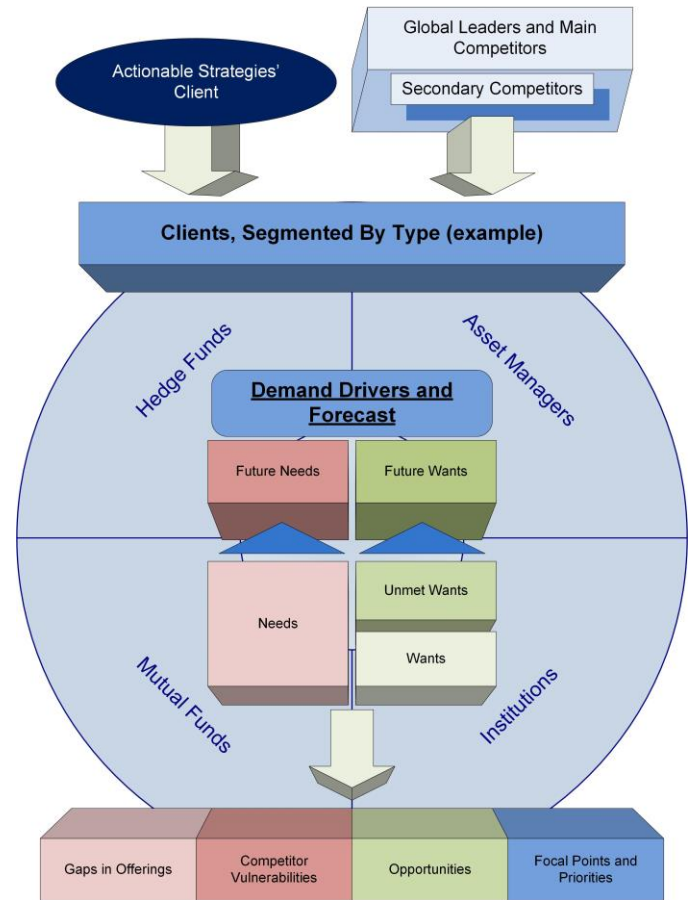 Actionable Strategies'
Client
Global Leaders and Main
Competitors
Secondary Competitors
Clients, Segmented By Type (example)
Hedge Funds
Asset Managers
Demand Drivers and
Forecast
Future Needs
Future Wants
Needs
Unmet Wants
Wants
Mutual Funds
Institutions
Gaps in Offerings
Competitor
Vulnerabilities
Opportunities
Focal Points and
Priorities